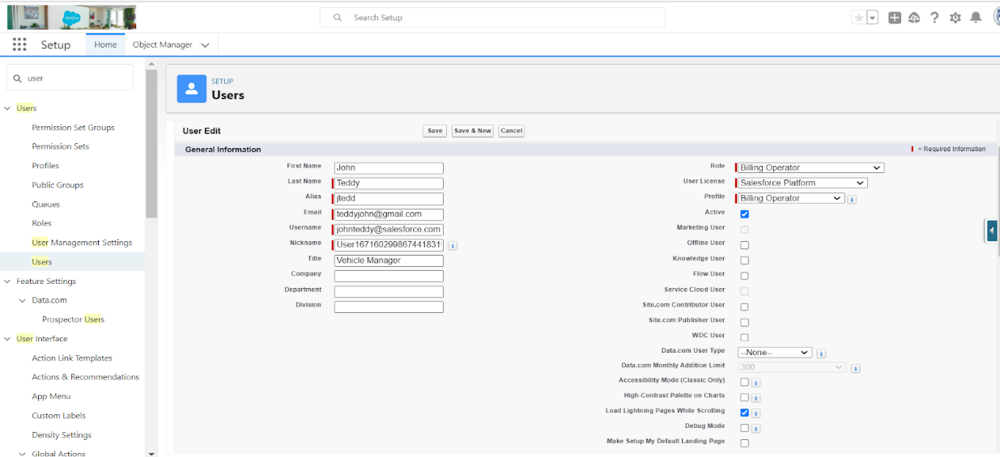 salesforce
Search Setup
Setup
Home
Object Manager
user
Users
Permission Set Groups
Permission Sets
Profiles
Public Groups
Queues
Roles
User Management Settings
Users
Feature Settings
Data.com
Prospector Users
User Interface
Action Link Templates
Actions & Recommendations
App Menu
Custom Labels
Density Settings
Global Actions
SETUP
Users
User Edit
Save
Save & New
Cancel
General Information
= Required Information
First Name John
Last Name Teddy
Alias jtedd
Email teddyjohn@gmail.com
Username johnteddy@salesforce.com
Nickname User1671602998674418319
Title Vehicle Manager
Company
Department
Division
Role Billing Operator
User License Salesforce Platform
Profile Billing Operator
Active
Marketing User
Offline User
Knowledge User
Flow User
Service Cloud User
Site.com Contributor User
Site.com Publisher User
WDC User
Data.com User Type --None--
Data.com Monthly Addition Limit 300
Accessibility Mode (Classic Only)
High-Contrast Palette on Charts
Load Lightning Pages While Scrolling
Debug Mode
Make Setup My Default Landing Page